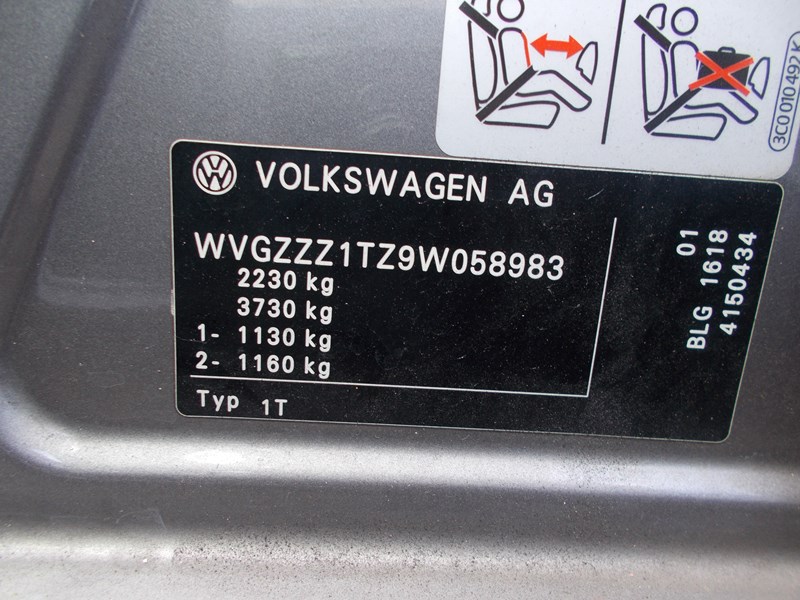 3C0 010 492 K
VOLKSWAGEN AG
WVGZZZ1TZ9W058983
2230 kg
3730 kg
1- 1130 kg
2- 1160 kg
Typ 1T
01
BLG 1618
4150434